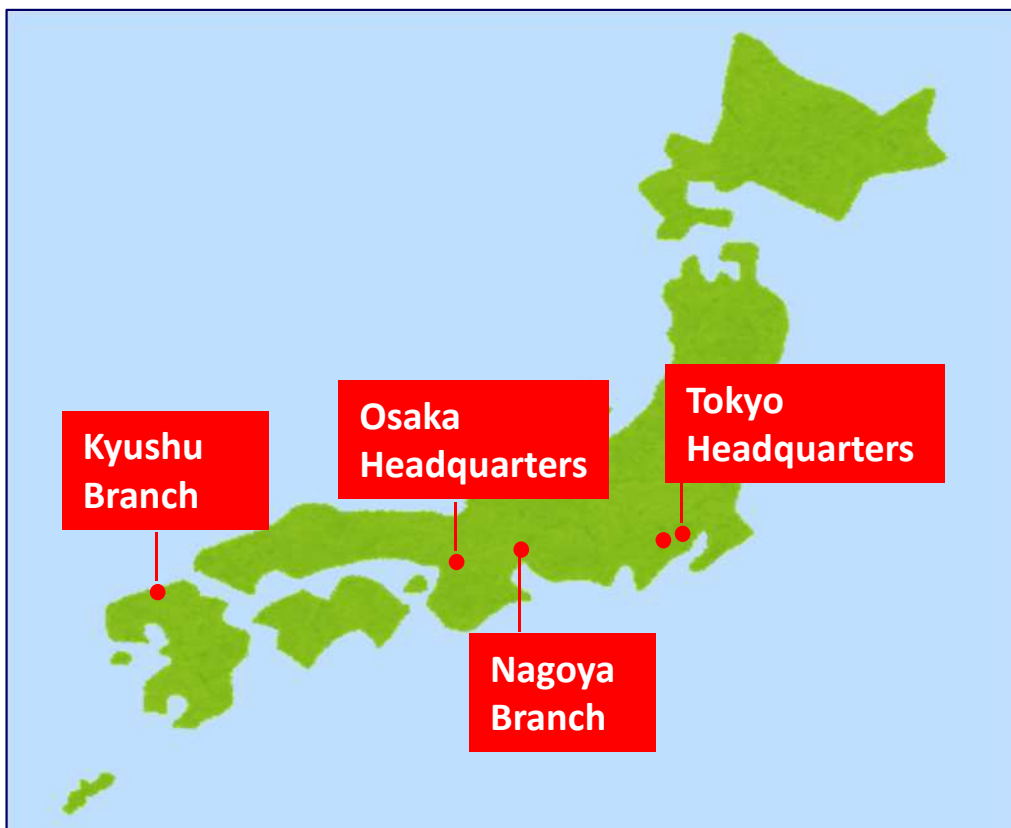 Kyushu
Branch
Osaka
Headquarters
Tokyo
Headquarters
Nagoya
Branch